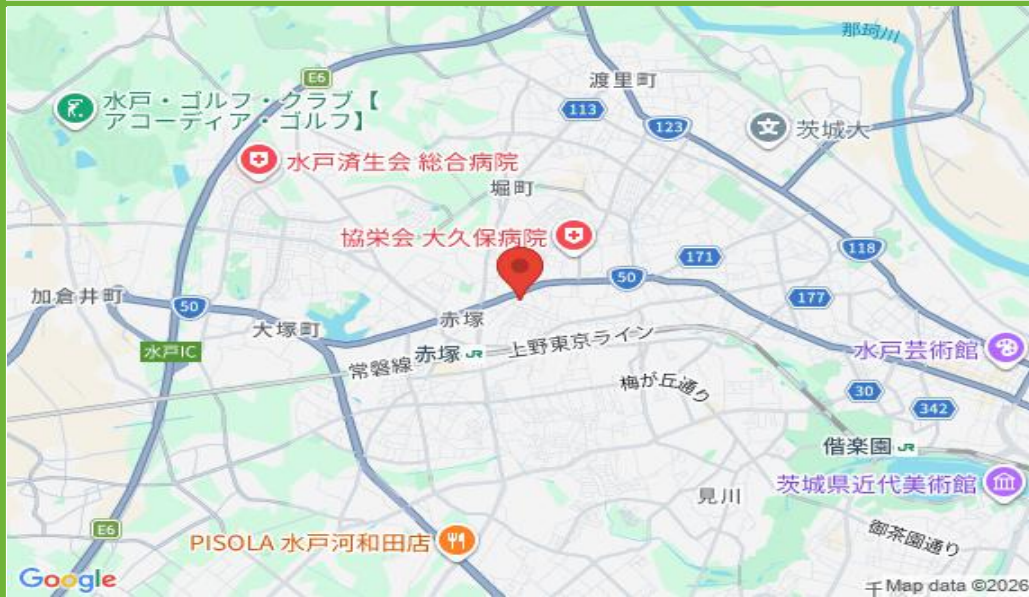 那珂川
E6
渡里町
水戸・ゴルフ・クラブ【
アコーディア・ゴルフ】
113
123
茨城大
水戸済生会 総合病院
堀町
協栄会 大久保病院
118
171
50
加倉井町
50
177
赤塚
大塚町
水戸IC
上野東京ライン
赤塚 JR
常磐線
水戸芸術館
梅が丘通り
30
342
偕楽園 JR
茨城県近代美術館
見川
E6
PISOLA 水戸河和田店
御茶園通り
Google
千
Map data ©2026